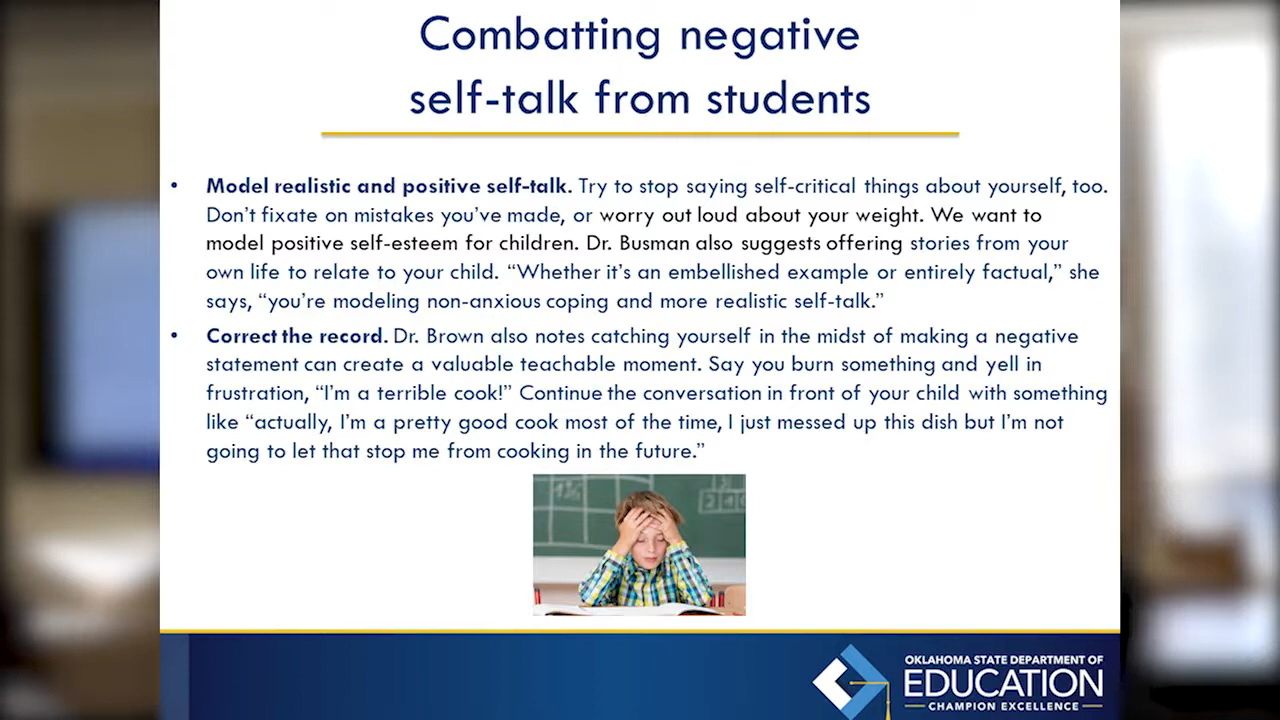 Combatting negative
self-talk from students
• Model realistic and positive self-talk. Try to stop saying self-critical things about yourself, too.
Don’t fixate on mistakes you’ve made, or worry out loud about your weight. We want to
model positive self-esteem for children. Dr. Busman also suggests offering stories from your
own life to relate to your child. “Whether it’s an embellished example or entirely factual,” she
says, “you’re modeling non-anxious coping and more realistic self-talk.”
• Correct the record. Dr. Brown also notes catching yourself in the midst of making a negative
statement can create a valuable teachable moment. Say you burn something and yell in
frustration, “I’m a terrible cook!” Continue the conversation in front of your child with something
like “actually, I’m a pretty good cook most of the time, I just messed up this dish but I’m not
going to let that stop me from cooking in the future.”
OKLAHOMA STATE DEPARTMENT OF
EDUCATION
CHAMPION EXCELLENCE